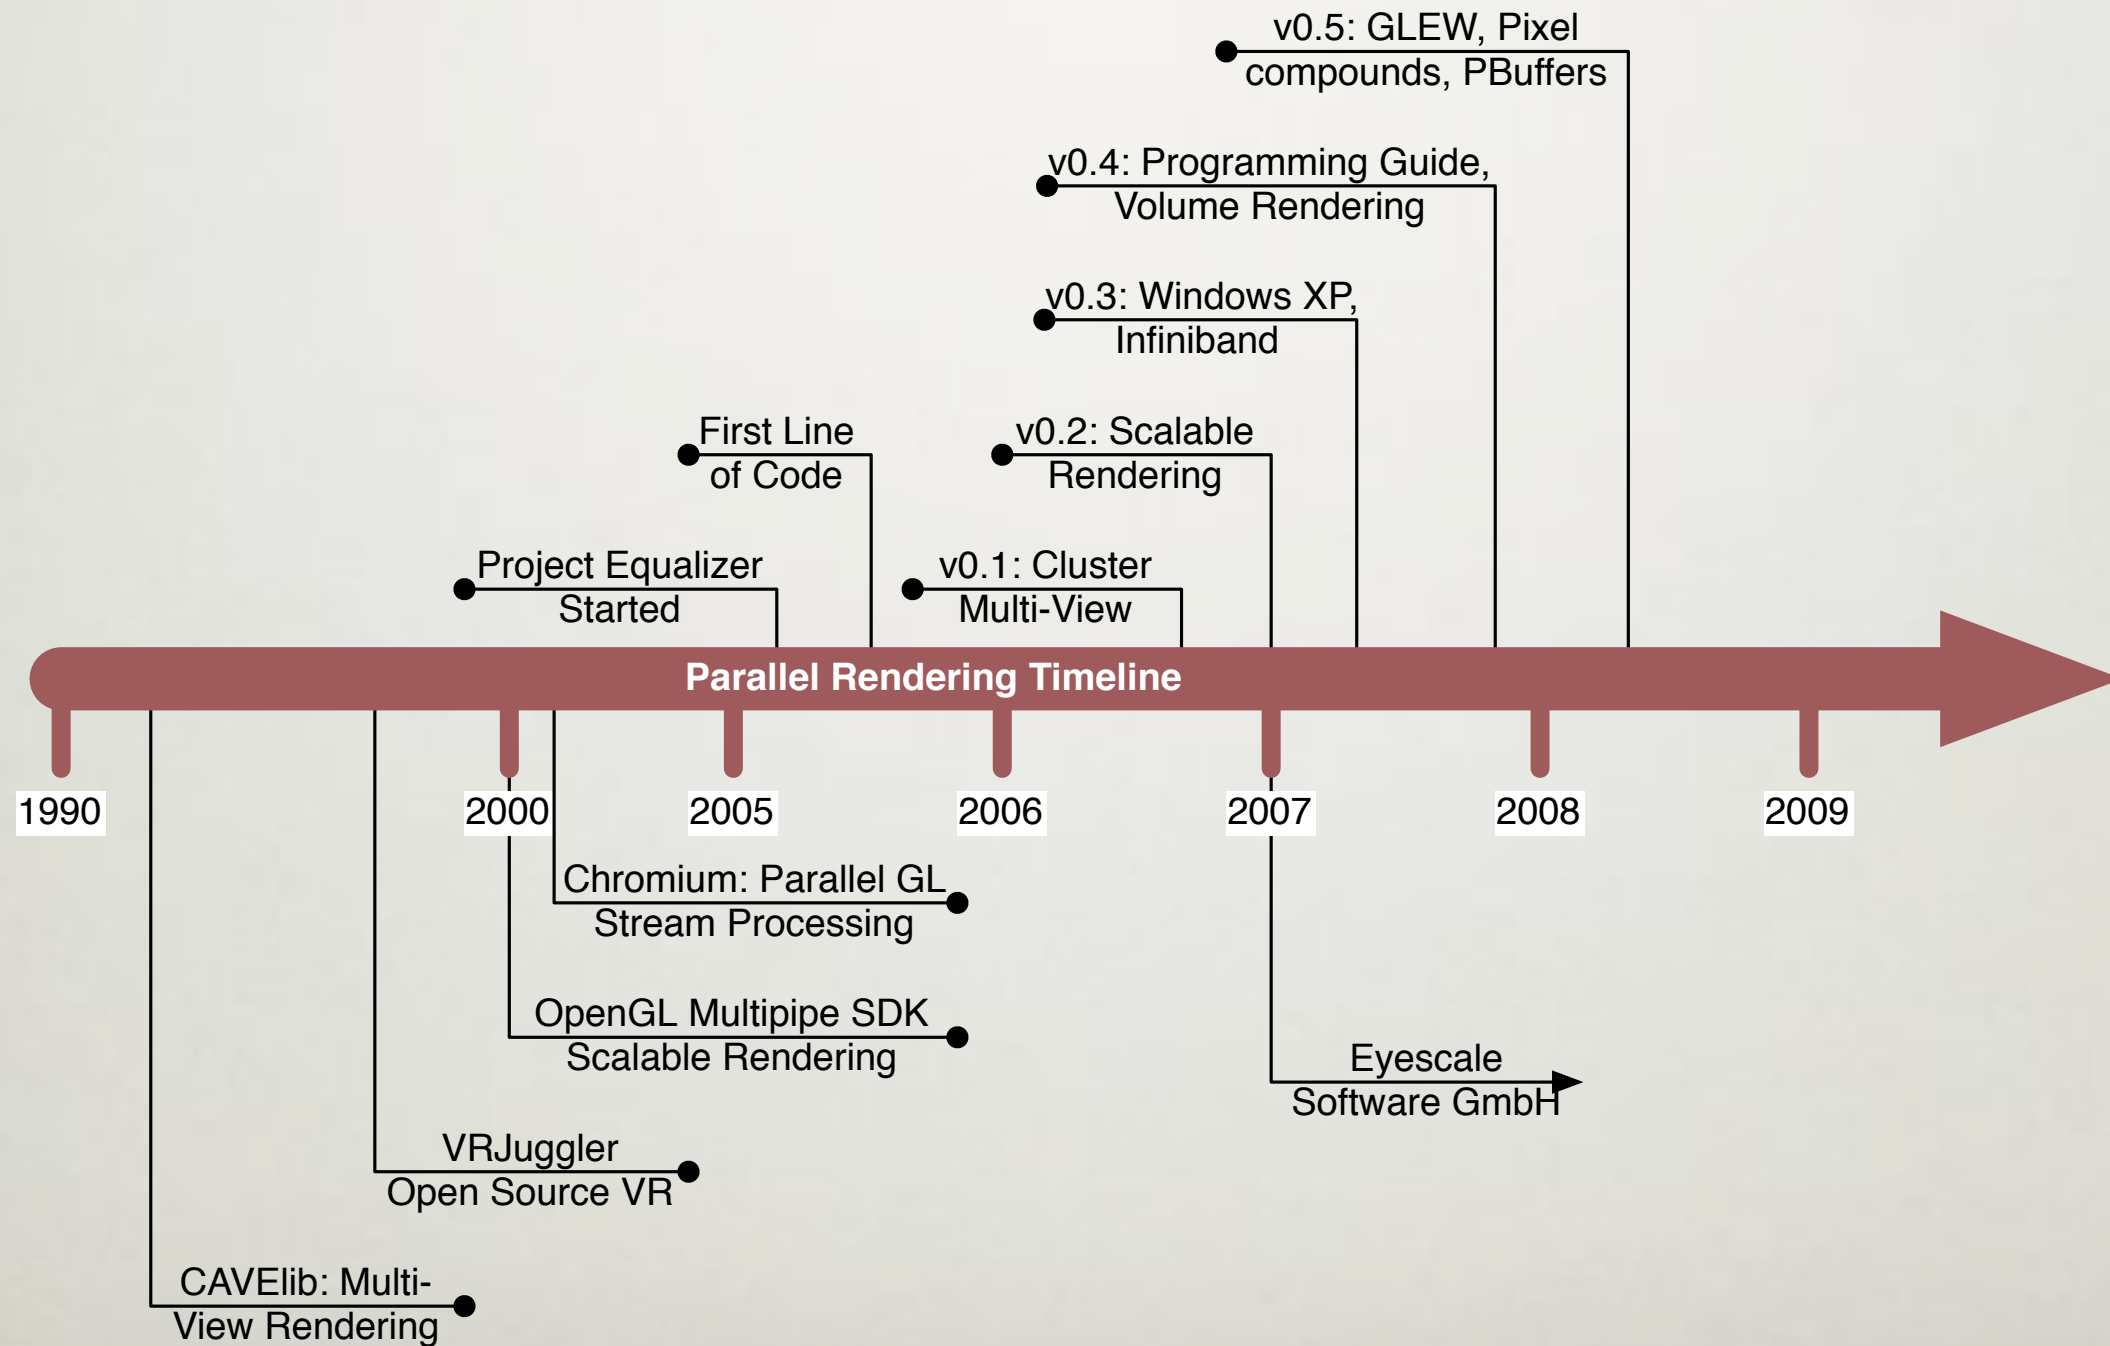 v0.5: GLEW, Pixel
compounds, PBuffers
v0.4: Programming Guide,
Volume Rendering
v0.3: Windows XP,
Infiniband
First Line
of Code
v0.2: Scalable
Rendering
Project Equalizer
Started
v0.1: Cluster
Multi-View
Parallel Rendering Timeline
1990
2000
2005
2006
2007
2008
2009
Chromium: Parallel GL
Stream Processing
OpenGL Multipipe SDK
Scalable Rendering
Eyescale
Software GmbH
VRJuggler
Open Source VR
CAVElib: Multi-
View Rendering